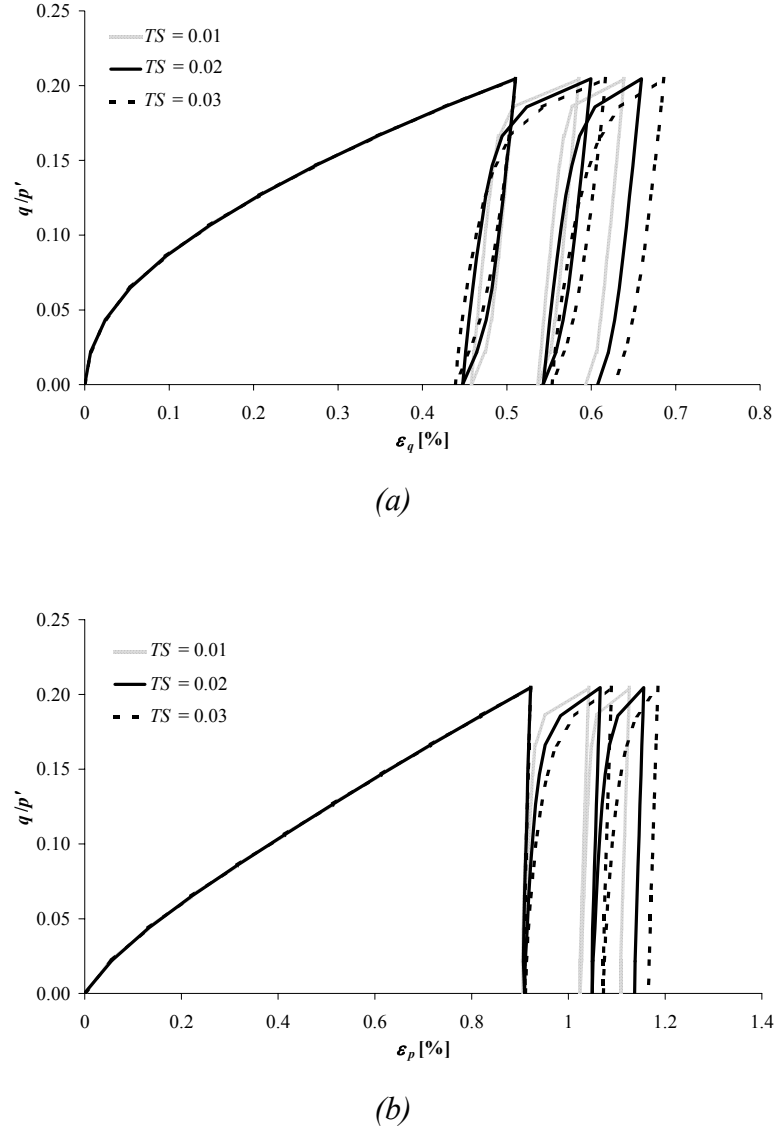 0.25
TS = 0.01
TS = 0.02
TS = 0.03
0.20
0.15
q/p'
0.10
0.05
0.00
0 0.1 0.2 0.3 0.4 0.5 0.6 0.7 0.8
ε_q [%]
(a)
0.25
TS = 0.01
TS = 0.02
TS = 0.03
0.20
0.15
q/p'
0.10
0.05
0.00
0 0.2 0.4 0.6 0.8 1 1.2 1.4
ε_p [%]
(b)